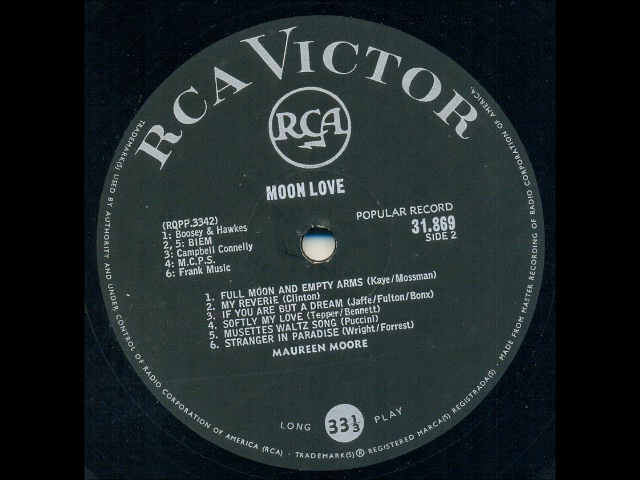 RCA VICTOR
RCA
MOON LOVE
(RQPP.3342)
1: Boosey & Hawkes
2, 5: BIEM
3: Campbell Connelly
4: M.C.P.S.
6: Frank Music
POPULAR RECORD
31.869
SIDE 2
1. FULL MOON AND EMPTY ARMS (Kaye/Mossman)
2. MY REVERIE (Clinton)
3. IF YOU ARE BUT A DREAM (Jaffe/Fulton/Bonx)
4. SOFTLY MY LOVE (Tepper/Bennett)
5. MUSETTES WALTZ SONG (Puccini)
6. STRANGER IN PARADISE (Wright/Forrest)
MAUREEN MOORE
LONG 33⅓ PLAY
TRADEMARK(S) USED BY AUTHORITY AND UNDER CONTROL OF RADIO CORPORATION OF AMERICA (RCA) · TRADEMARK(S)® REGISTERED MARCA(S) REGISTRADA(S) · MADE FROM MASTER RECORDING OF RADIO CORPORATION OF AMERICA.